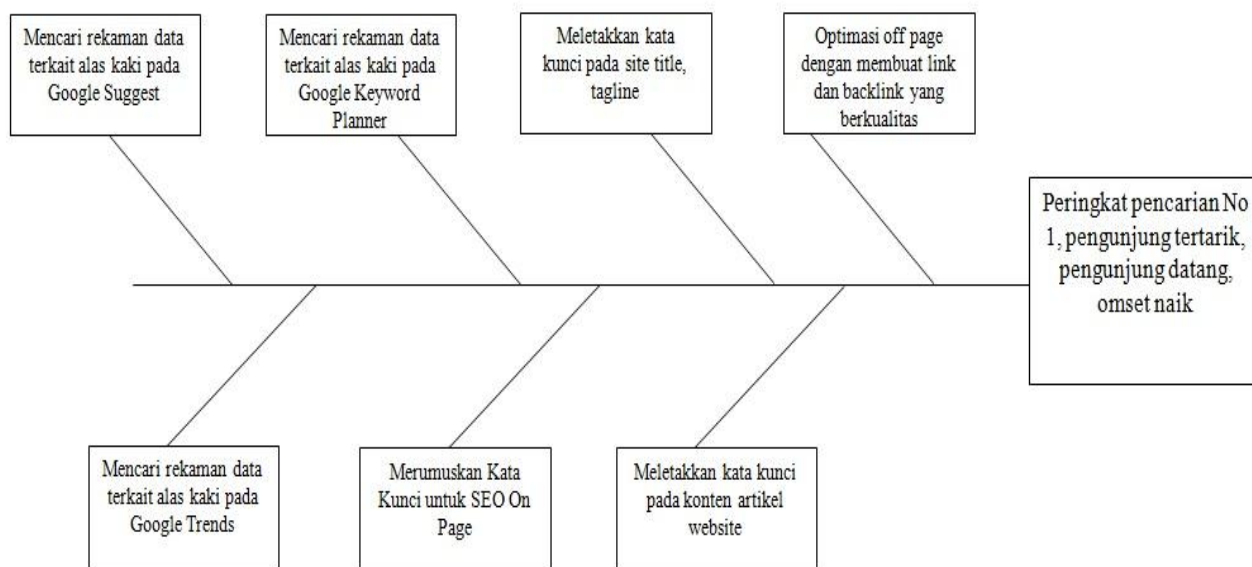 Mencari rekaman data
terkait alas kaki pada
Google Suggest
Mencari rekaman data
terkait alas kaki pada
Google Keyword
Planner
Meletakkan kata
kunci pada site title,
tagline
Optimasi off page
dengan membuat link
dan backlink yang
berkualitas
Peringkat pencarian No
1, pengunjung tertarik,
pengunjung datang,
omset naik
Mencari rekaman data
terkait alas kaki pada
Google Trends
Merumuskan Kata
Kunci untuk SEO On
Page
Meletakkan kata kunci
pada konten artikel
website